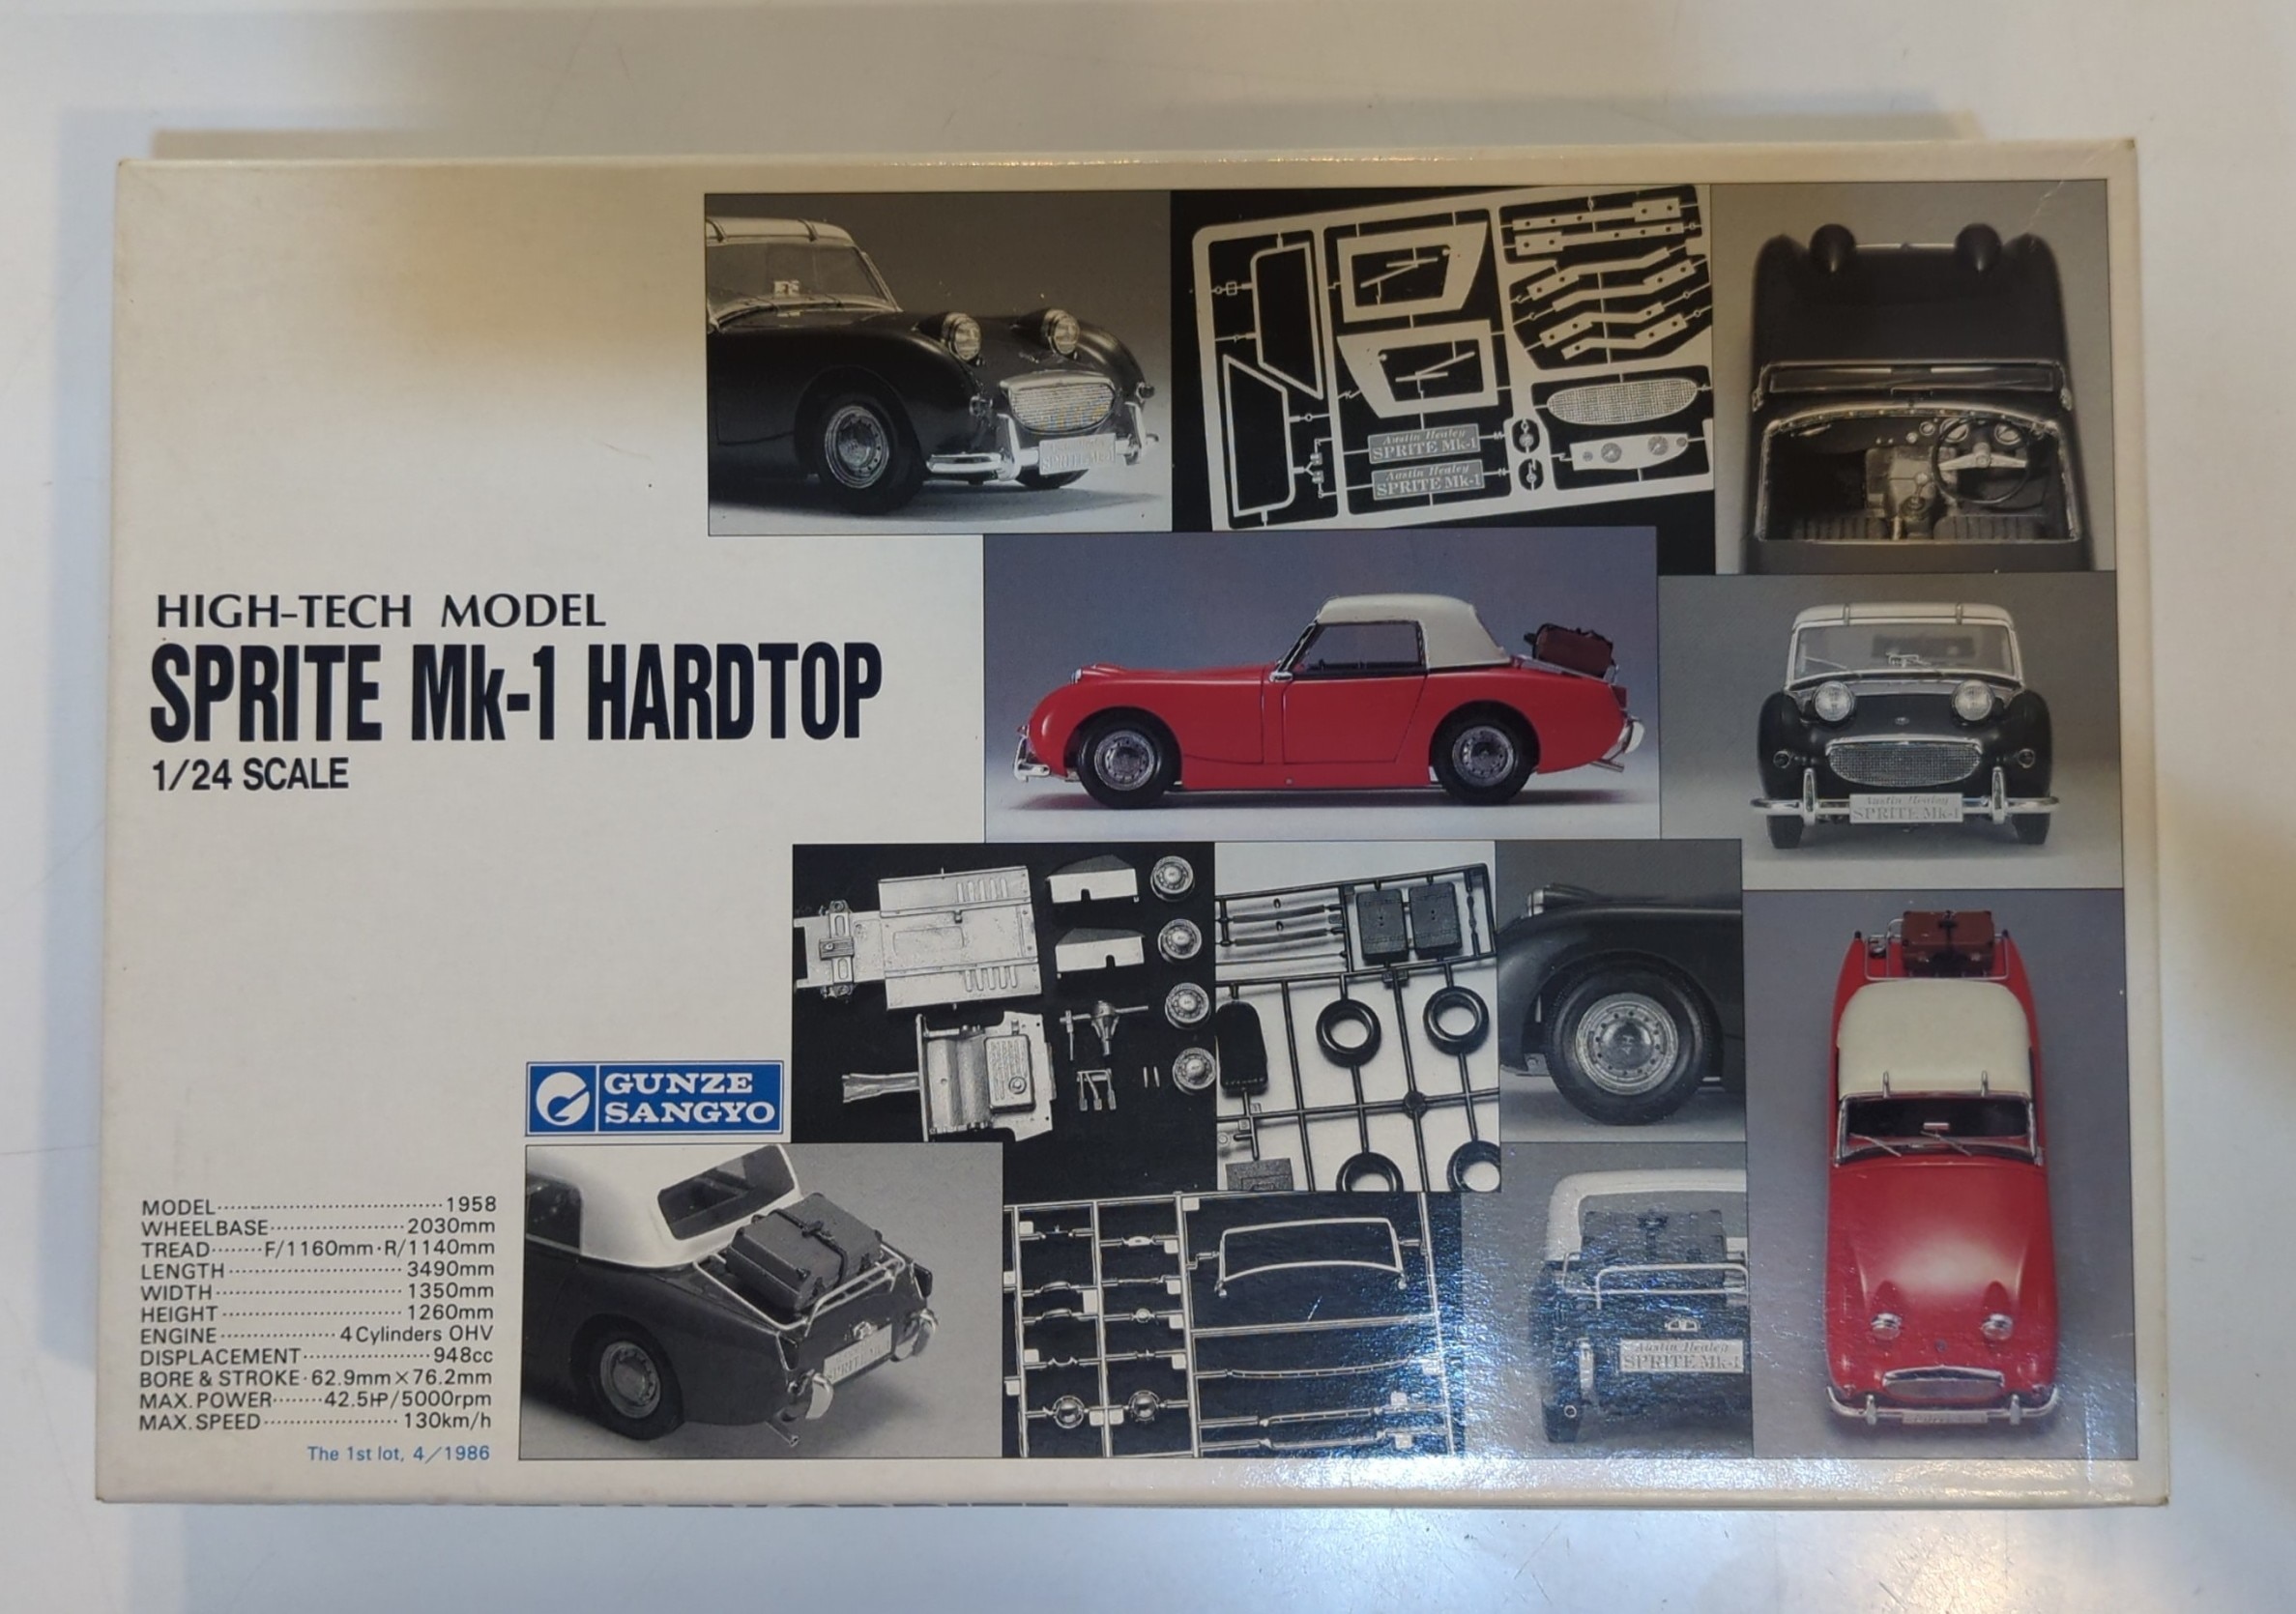 HIGH-TECH MODEL
SPRITE Mk-1 HARDTOP
1/24 SCALE
Austin Healey
SPRITE Mk-1
Austin Healey
SPRITE Mk-1
Austin Healey
SPRITE Mk-1
GUNZE
SANGYO
Austin Healey
SPRITE Mk-1
MODEL 1958
WHEELBASE 2030mm
TREAD F/1160mm·R/1140mm
LENGTH 3490mm
WIDTH 1350mm
HEIGHT 1260mm
ENGINE 4 Cylinders OHV
DISPLACEMENT 948cc
BORE & STROKE · 62.9mm×76.2mm
MAX. POWER 42.5HP/5000rpm
MAX. SPEED 130km/h
The 1st lot, 4/1986